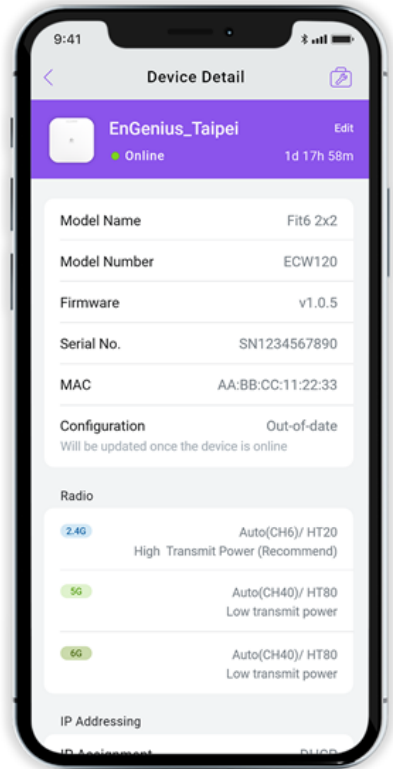 9:41
Device Detail
EnGenius_Taipei Edit
Online 1d 17h 58m
Model Name Fit6 2x2
Model Number ECW120
Firmware v1.0.5
Serial No. SN1234567890
MAC AA:BB:CC:11:22:33
Configuration Out-of-date
Will be updated once the device is online
Radio
2.4G Auto(CH6)/ HT20
High Transmit Power (Recommend)
5G Auto(CH40)/ HT80
Low transmit power
6G Auto(CH40)/ HT80
Low transmit power
IP Addressing
IP Assignment DHCP